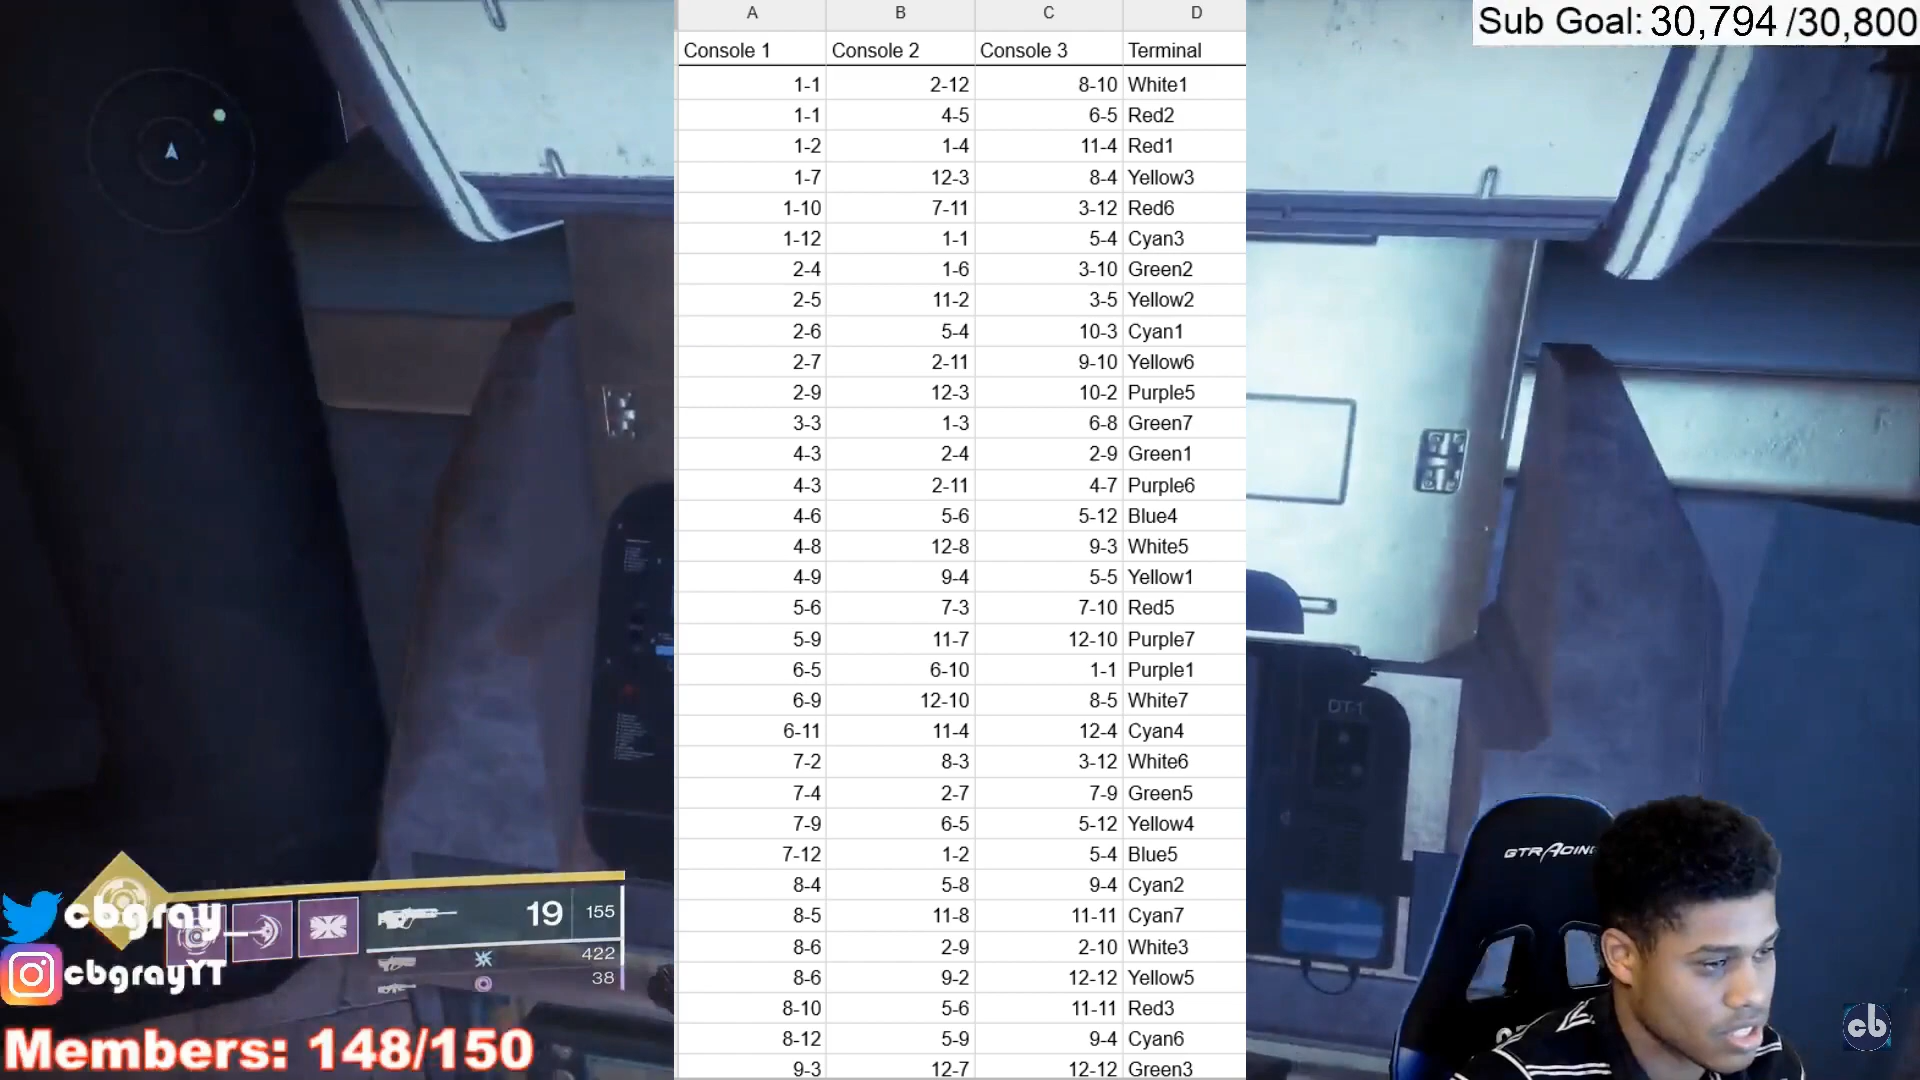 A B C D
Console 1 Console 2 Console 3 Terminal
1-1 2-12 8-10 White1
1-1 4-5 6-5 Red2
1-2 1-4 11-4 Red1
1-7 12-3 8-4 Yellow3
1-10 7-11 3-12 Red6
1-12 1-1 5-4 Cyan3
2-4 1-6 3-10 Green2
2-5 11-2 3-5 Yellow2
2-6 5-4 10-3 Cyan1
2-7 2-11 9-10 Yellow6
2-9 12-3 10-2 Purple5
3-3 1-3 6-8 Green7
4-3 2-4 2-9 Green1
4-3 2-11 4-7 Purple6
4-6 5-6 5-12 Blue4
4-8 12-8 9-3 White5
4-9 9-4 5-5 Yellow1
5-6 7-3 7-10 Red5
5-9 11-7 12-10 Purple7
6-5 6-10 1-1 Purple1
6-9 12-10 8-5 White7
6-11 11-4 12-4 Cyan4
7-2 8-3 3-12 White6
7-4 2-7 7-9 Green5
7-9 6-5 5-12 Yellow4
7-12 1-2 5-4 Blue5
8-4 5-8 9-4 Cyan2
8-5 11-8 11-11 Cyan7
8-6 2-9 2-10 White3
8-6 9-2 12-12 Yellow5
8-10 5-6 11-11 Red3
8-12 5-9 9-4 Cyan6
9-3 12-7 12-12 Green3
Sub Goal: 30,794 /30,800
DT-1
GTRACING
cb
cbgray_
cbgrayYT
19 155
422
38
Members: 148/150